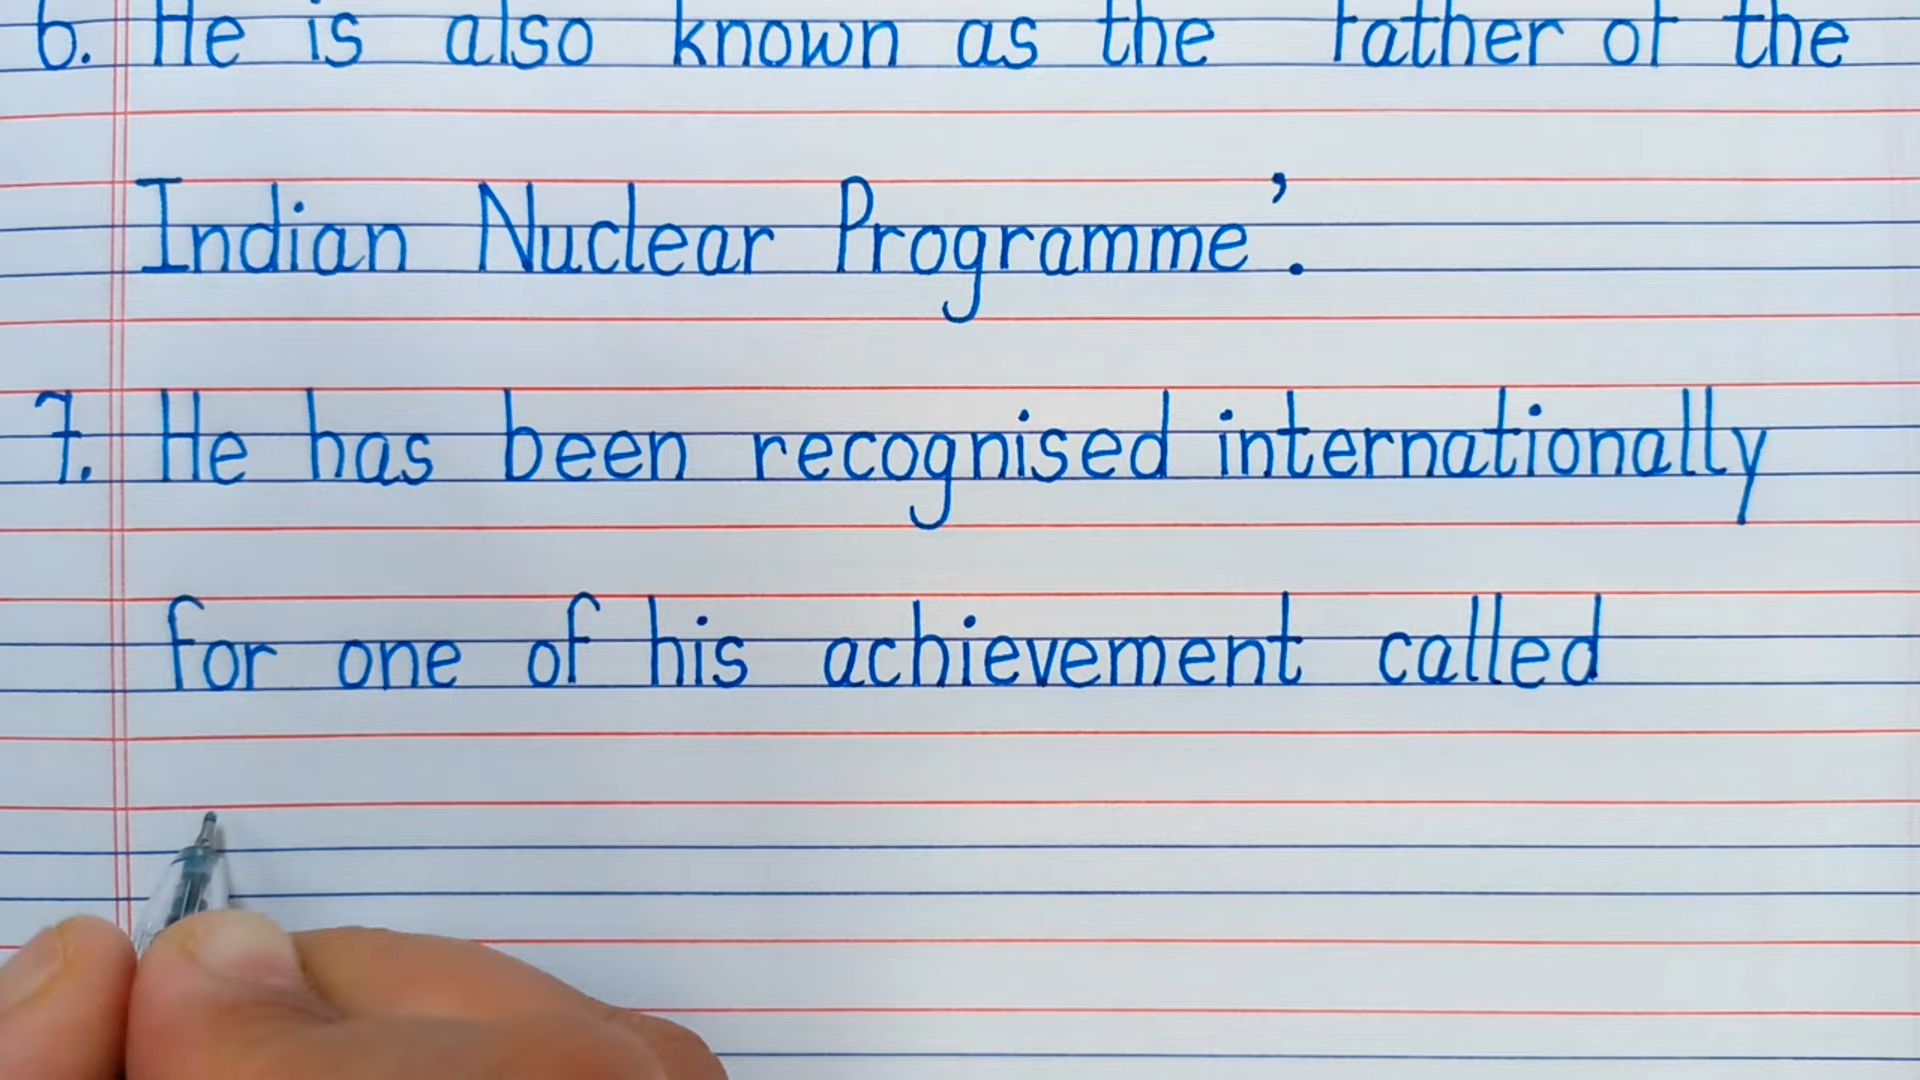 6. He is also known as the father of the
Indian Nuclear Programme’.
7. He has been recognised internationally
for one of his achievement called